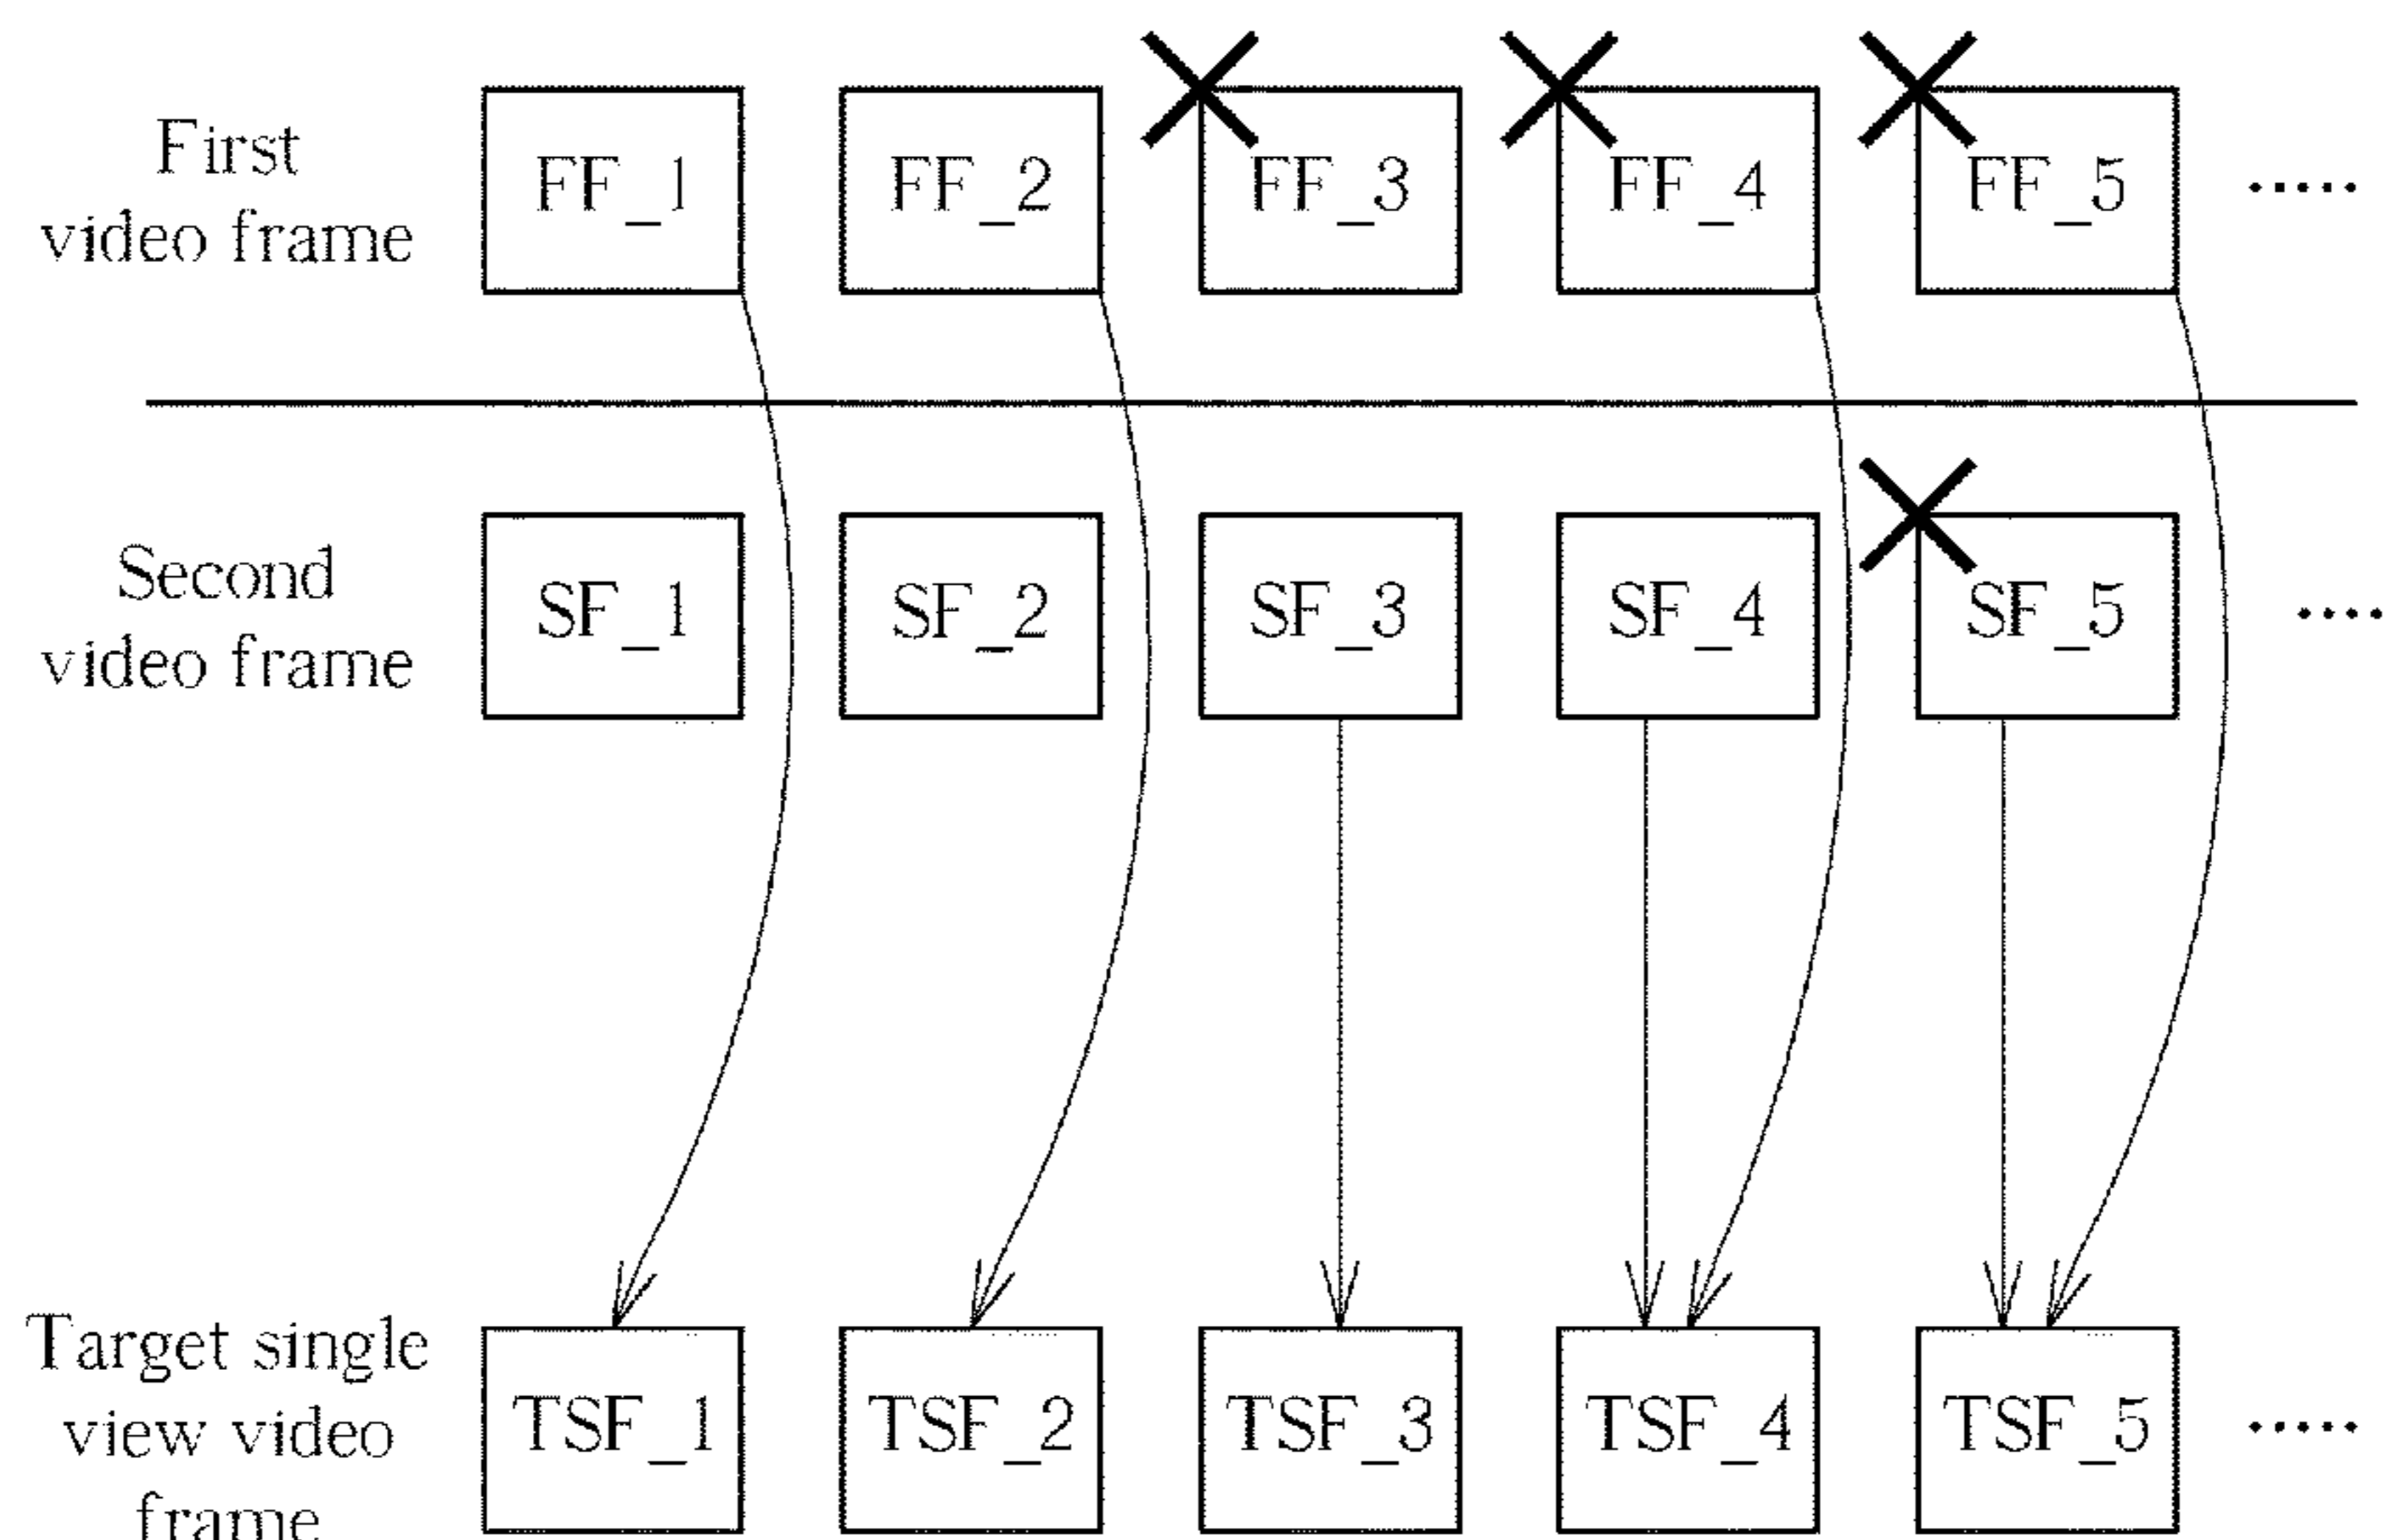 First
video frame
FF_1 FF_2 FF_3 FF_4 FF_5 .....
Second
video frame
SF_1 SF_2 SF_3 SF_4 SF_5 ....
Target single
view video
frame
TSF_1 TSF_2 TSF_3 TSF_4 TSF_5 .....